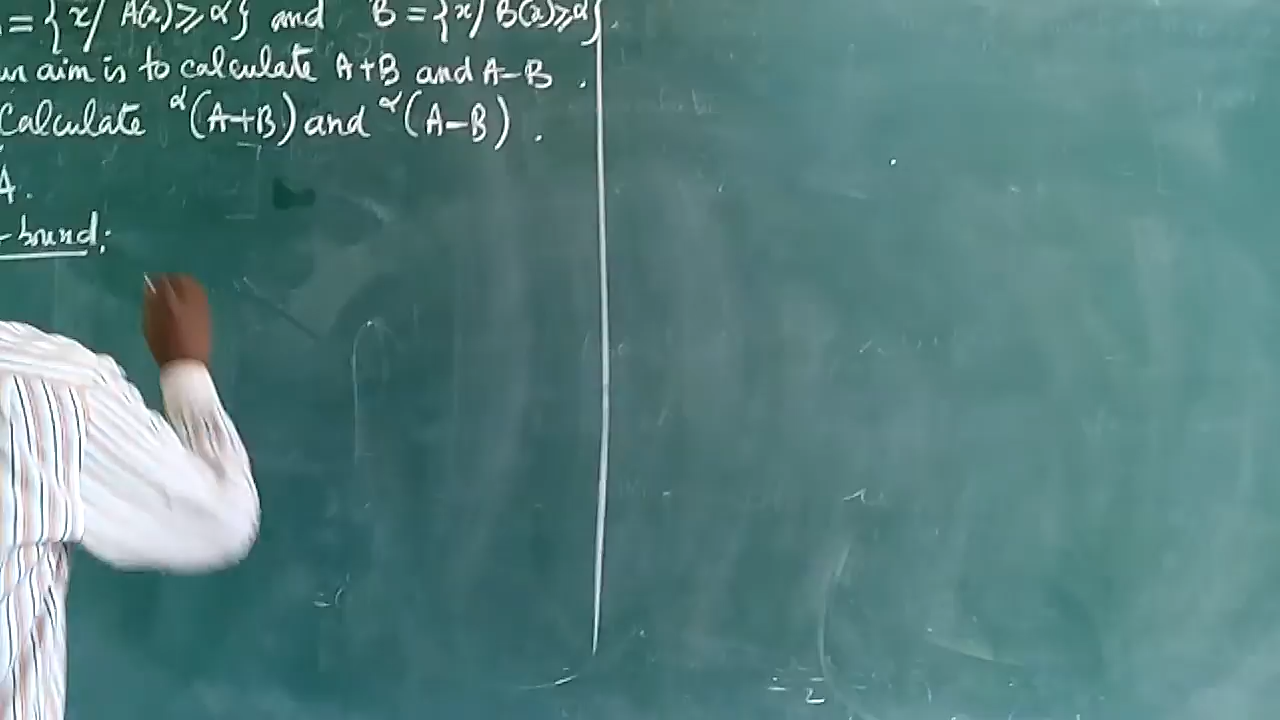 = {x/ A(x) ≥ α} and B = {x/ B(x) ≥ α}.
aim is to calculate A+B and A-B .
Calculate α(A+B) and α(A-B) .
A .
- bound: